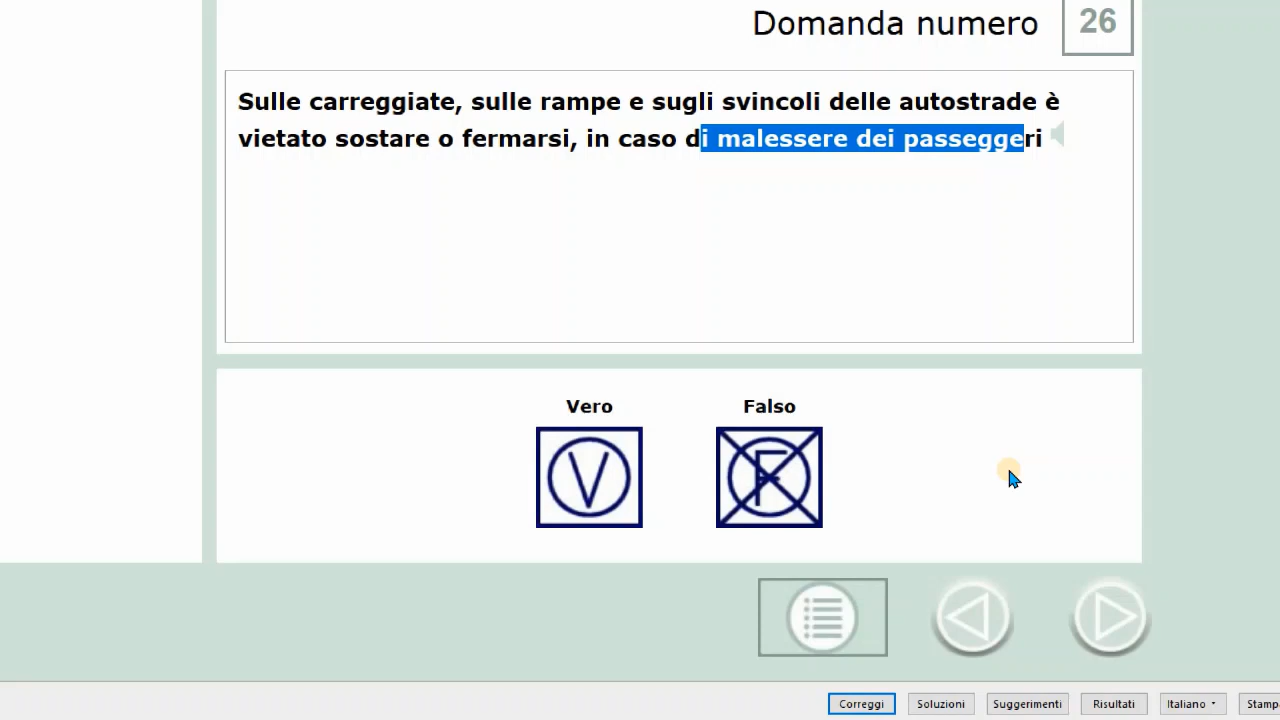 Domanda numero 26
Sulle carreggiate, sulle rampe e sugli svincoli delle autostrade è
vietato sostare o fermarsi, in caso di malessere dei passeggeri
Vero Falso
V F
Correggi Soluzioni Suggerimenti Risultati Italiano Stamp